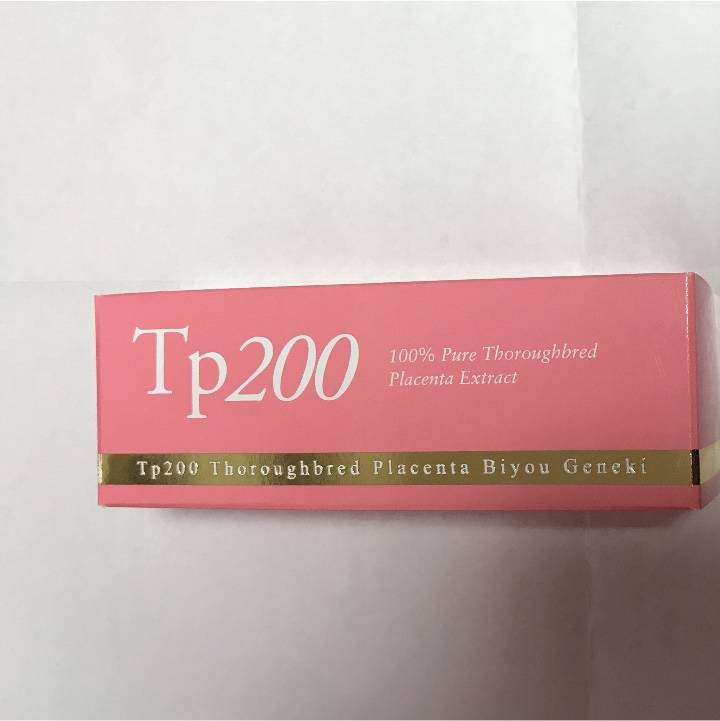 Tp200
100% Pure Thoroughbred
Placenta Extract
Tp200 Thoroughbred Placenta Biyou Geneki